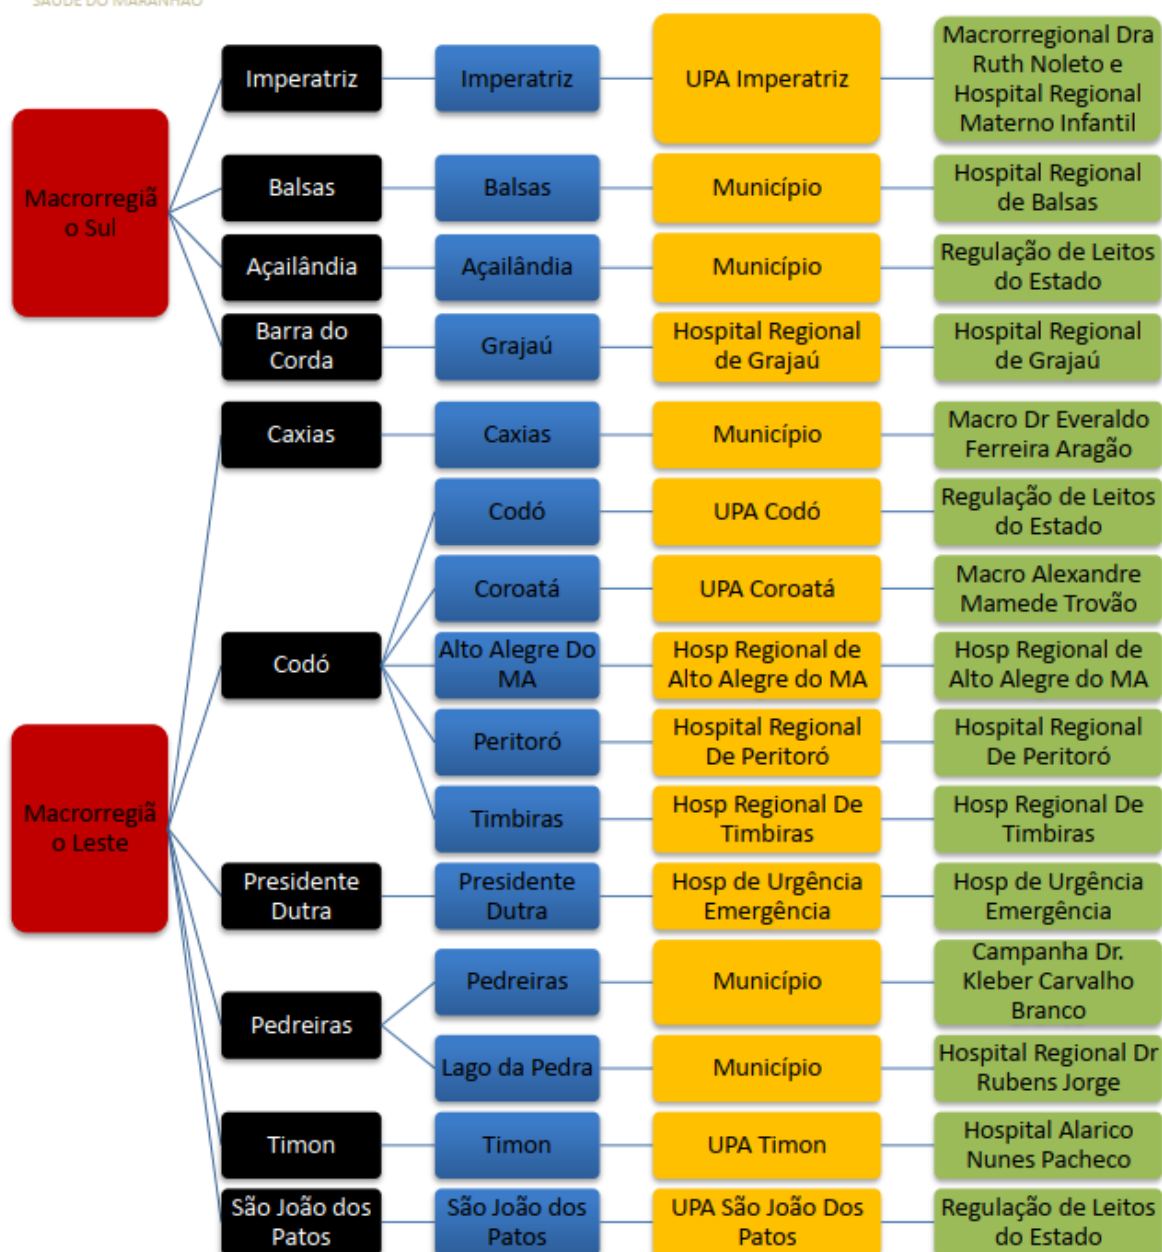 SAÚDE DO MARANHÃO
Macrorregiã
o Sul
Imperatriz
Imperatriz
UPA Imperatriz
Macrorregional Dra
Ruth Noleto e
Hospital Regional
Materno Infantil
Balsas
Balsas
Município
Hospital Regional
de Balsas
Açailândia
Açailândia
Município
Regulação de Leitos
do Estado
Barra do
Corda
Grajaú
Hospital Regional
de Grajaú
Hospital Regional
de Grajaú
Macrorregiã
o Leste
Caxias
Caxias
Município
Macro Dr Everaldo
Ferreira Aragão
Codó
Codó
UPA Codó
Regulação de Leitos
do Estado
Coroatá
UPA Coroatá
Macro Alexandre
Mamede Trovão
Alto Alegre Do
MA
Hosp Regional de
Alto Alegre do MA
Hosp Regional de
Alto Alegre do MA
Peritoró
Hospital Regional
De Peritoró
Hospital Regional
De Peritoró
Timbiras
Hosp Regional De
Timbiras
Hosp Regional De
Timbiras
Presidente
Dutra
Presidente
Dutra
Hosp de Urgência
Emergência
Hosp de Urgência
Emergência
Pedreiras
Pedreiras
Município
Campanha Dr.
Kleber Carvalho
Branco
Lago da Pedra
Município
Hospital Regional Dr
Rubens Jorge
Timon
Timon
UPA Timon
Hospital Alarico
Nunes Pacheco
São João dos
Patos
São João dos
Patos
UPA São João Dos
Patos
Regulação de Leitos
do Estado